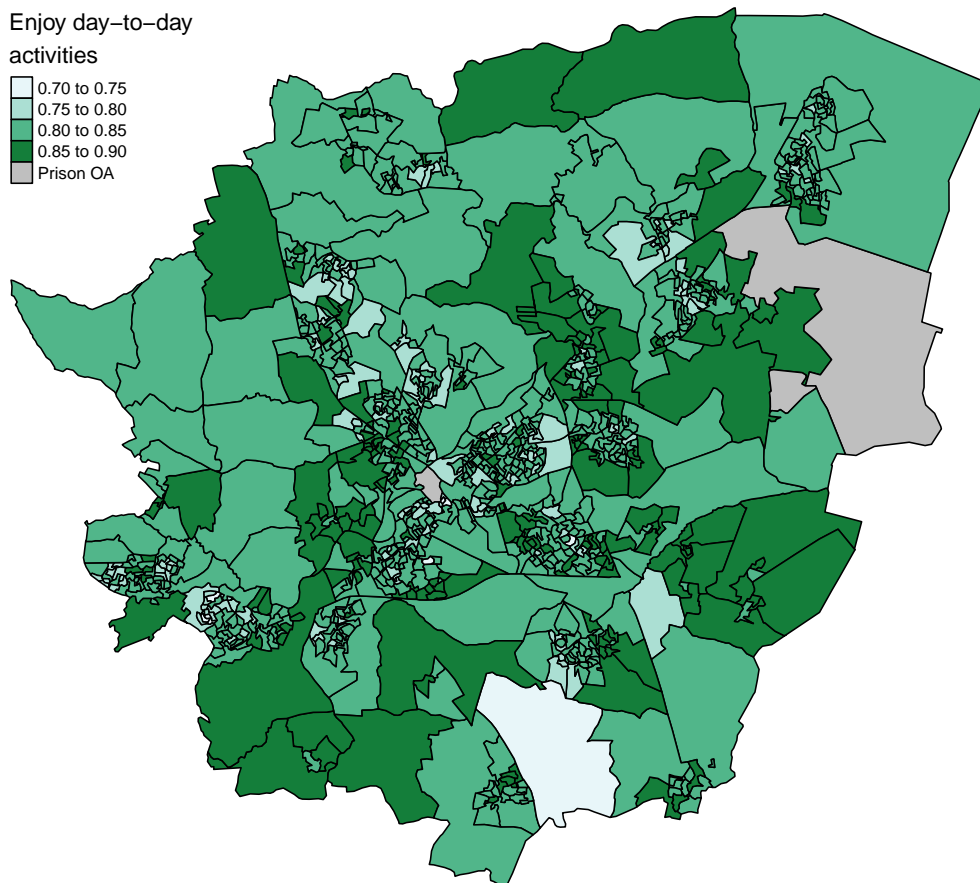 Enjoy day−to−day
activities
0.70 to 0.75
0.75 to 0.80
0.80 to 0.85
0.85 to 0.90
Prison OA